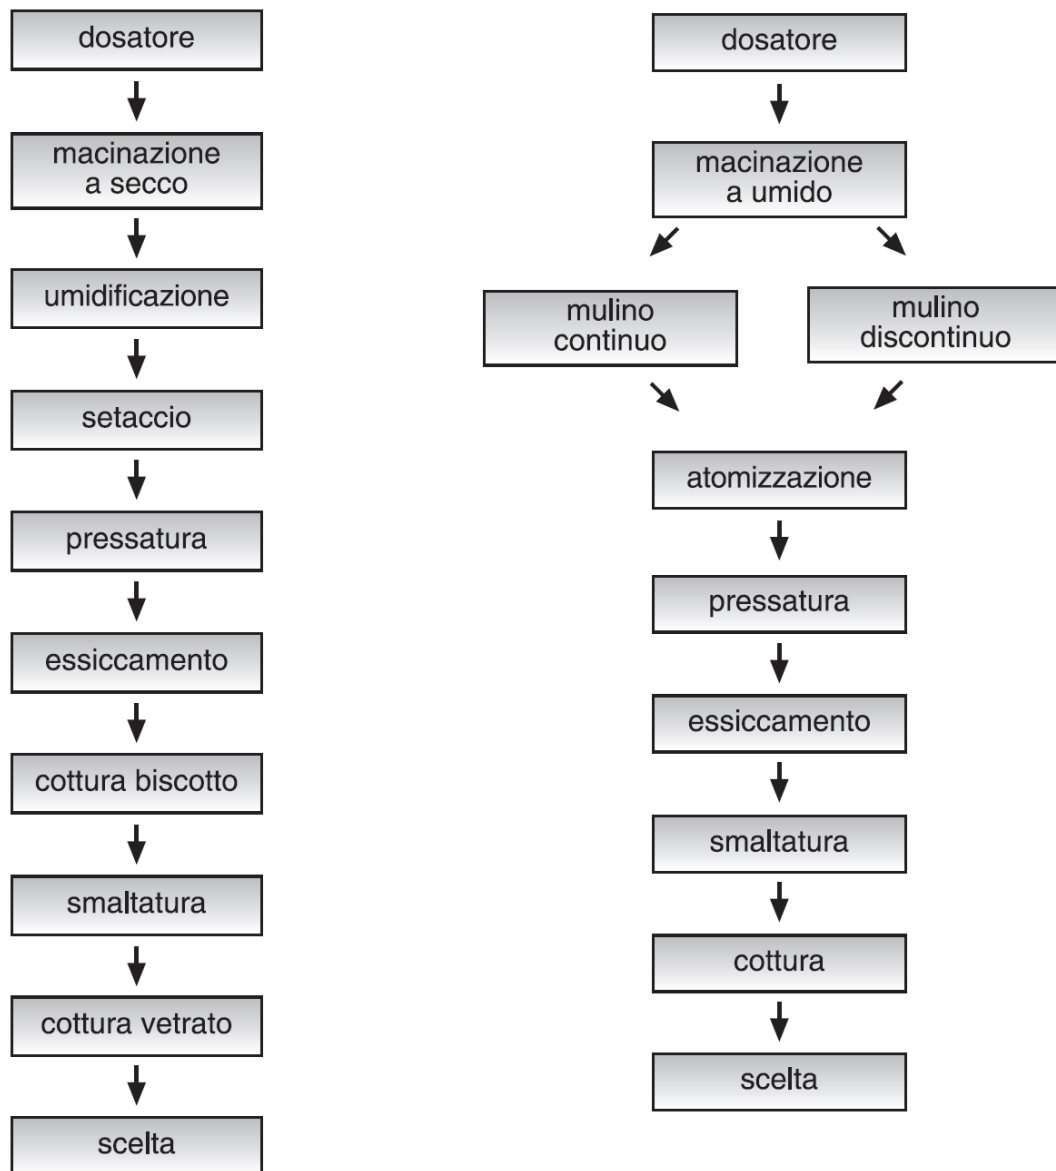 dosatore
macinazione
a secco
umidificazione
setaccio
pressatura
essiccamento
cottura biscotto
smaltatura
cottura vetrato
scelta
dosatore
macinazione
a umido
mulino
continuo
mulino
discontinuo
atomizzazione
pressatura
essiccamento
smaltatura
cottura
scelta